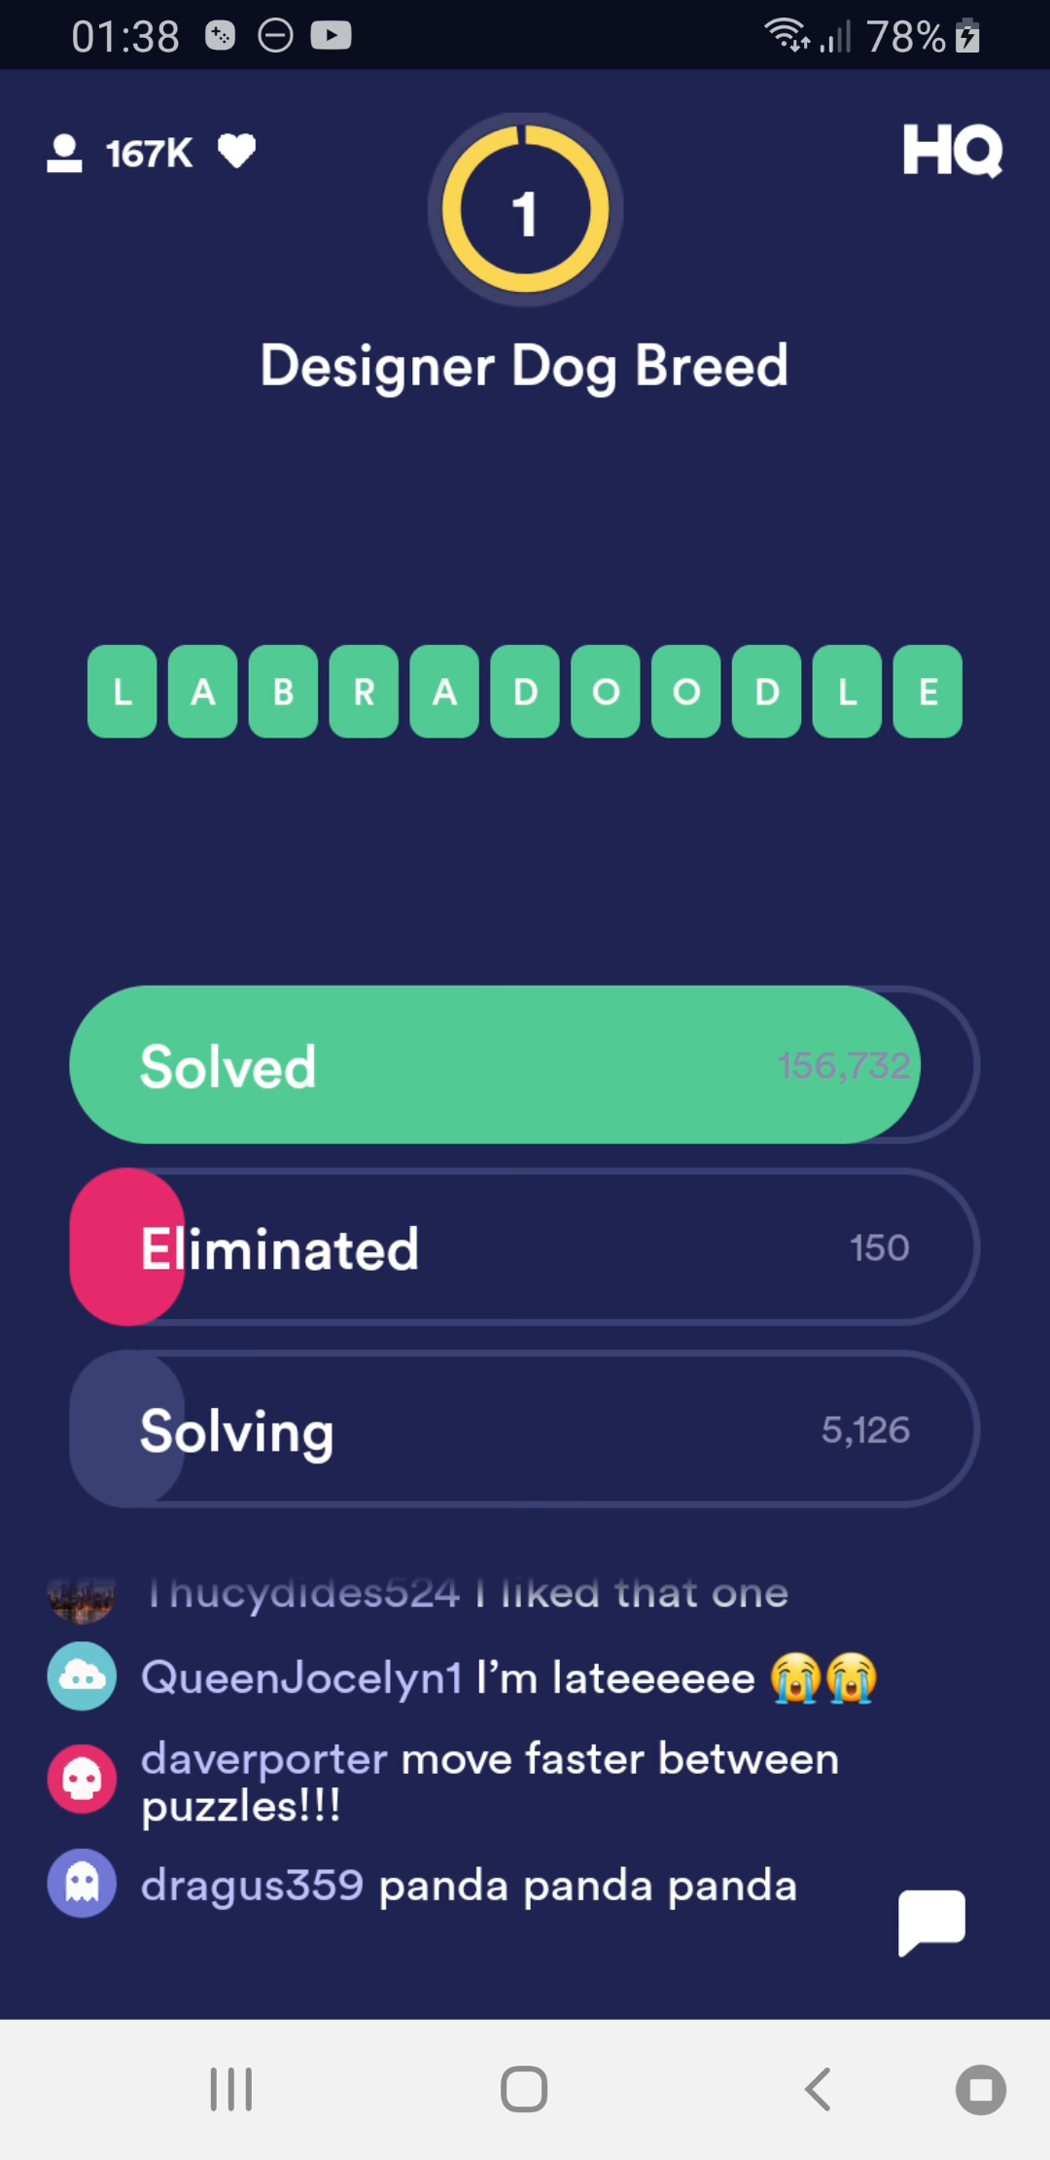 01:38 78%
167K HQ
1
Designer Dog Breed
LABRADOODLE
Solved 156,732
Eliminated 150
Solving 5,126
Thucydides524 I liked that one
QueenJocelyn1 I’m lateeeeee 😭😭
daverporter move faster between
puzzles!!!
dragus359 panda panda panda